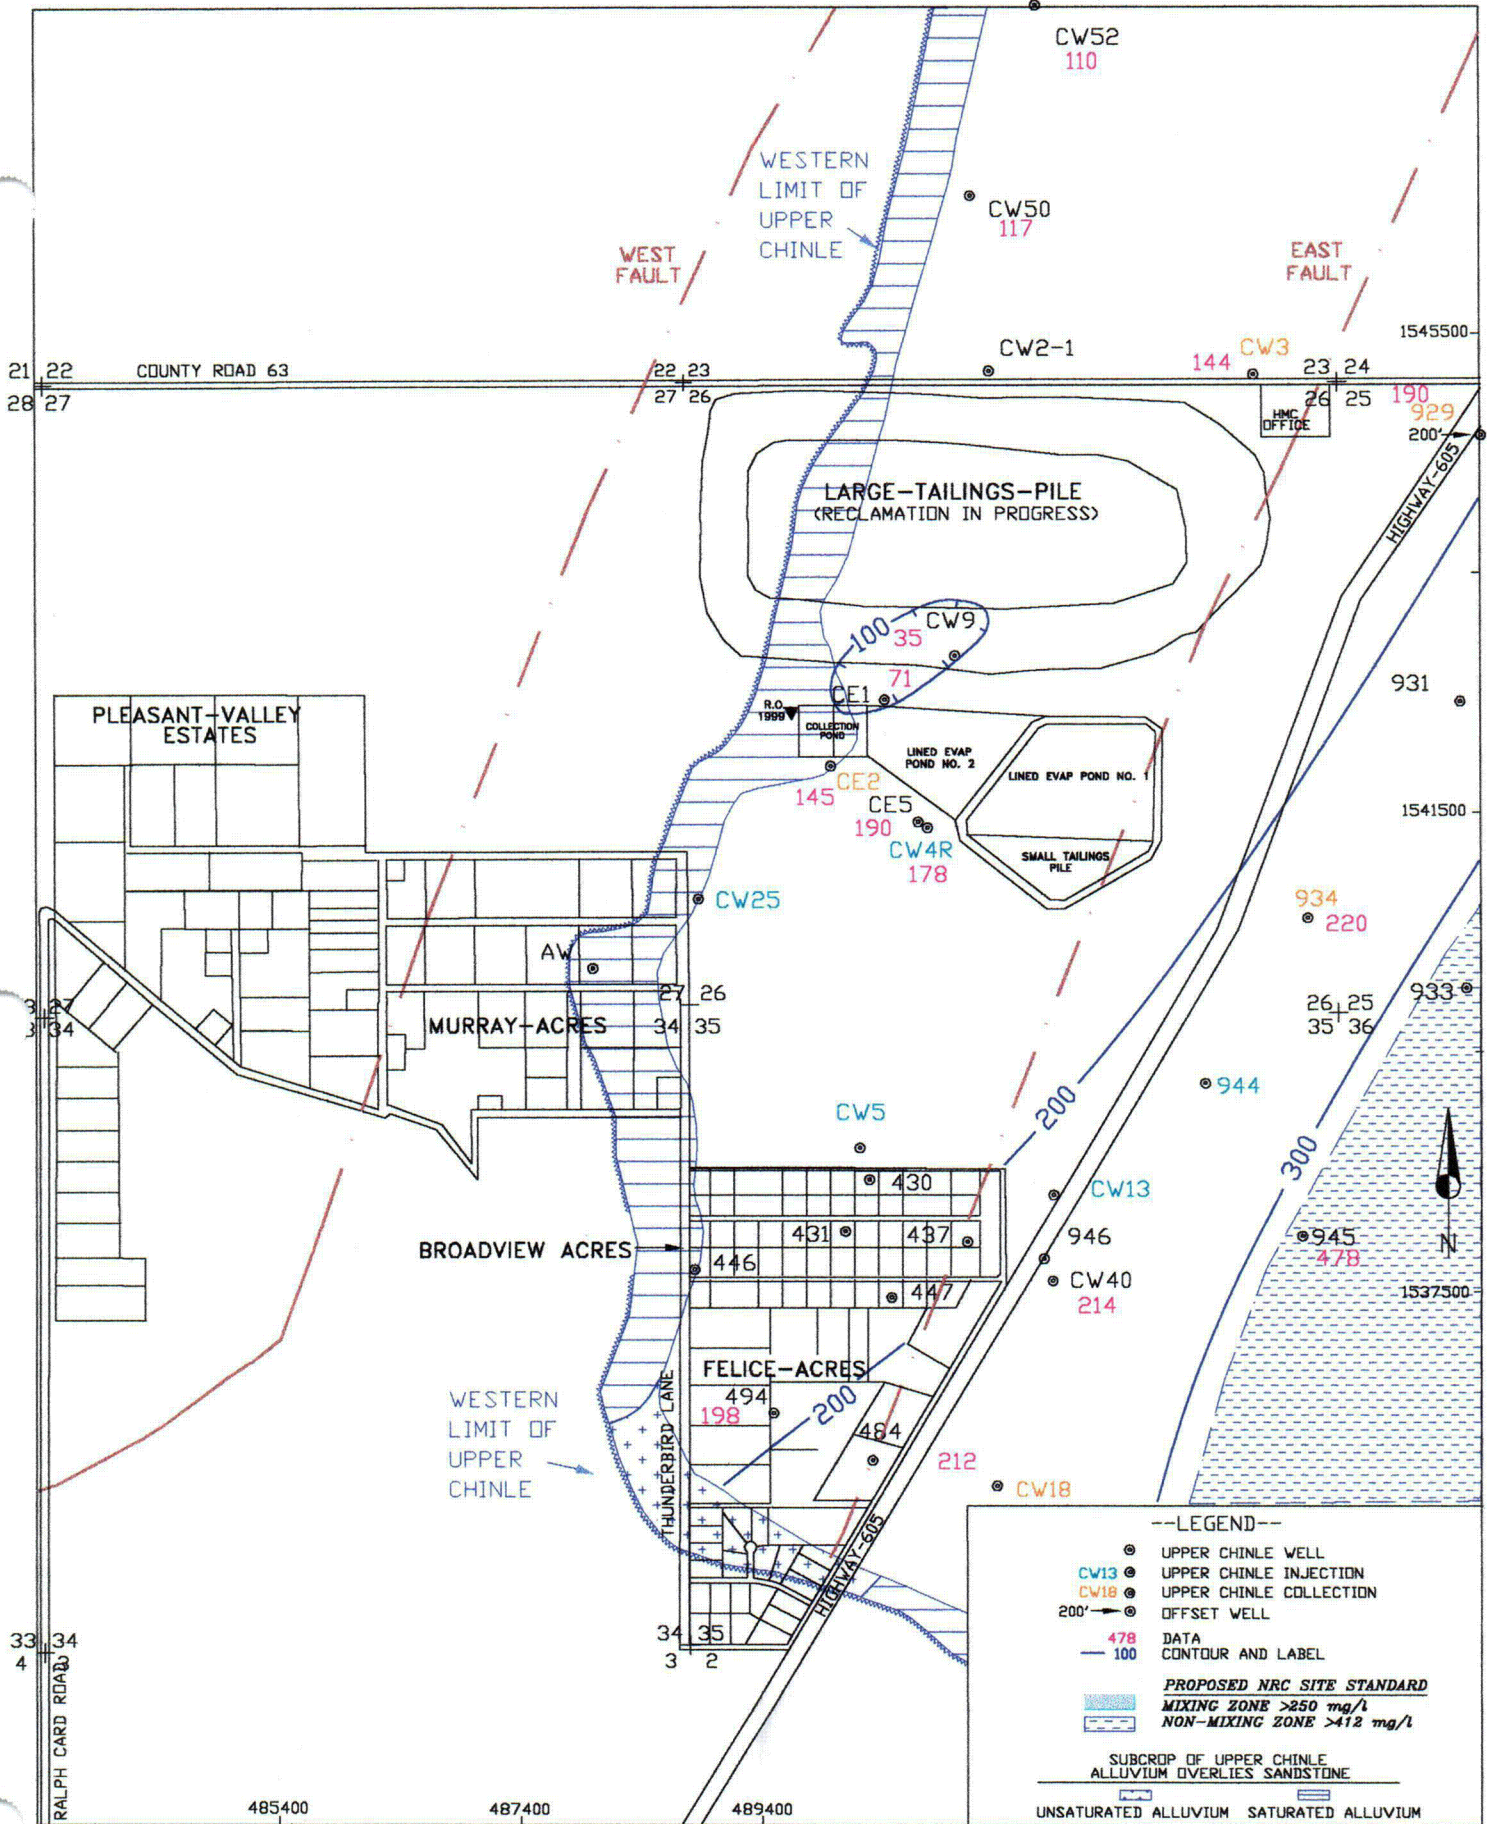 CW52
110
WESTERN
LIMIT OF
UPPER
CHINLE
CW50
117
WEST
FAULT
EAST
FAULT
1545500
CW2-1
144
CW3
21 22
COUNTY ROAD 63
22 23
23 24
28 27
27 26
26 25
190
929
HMC
OFFICE
200'
HIGHWAY-605
LARGE-TAILINGS-PILE
(RECLAMATION IN PROGRESS)
100
35
CW9
71
CE1
931
R.O.
1999
COLLECTION
POND
PLEASANT-VALLEY
ESTATES
LINED EVAP
POND NO. 2
LINED EVAP POND NO. 1
CE2
145
CE5
190
1541500
CW4R
178
SMALL TAILINGS
PILE
CW25
934
220
AW
933
27 26
34 35
26 25
35 36
27
34
MURRAY-ACRES
944
200
CW5
300
430
CW13
431
437
946
945
478
N
BROADVIEW ACRES
446
CW40
214
447
1537500
FELICE-ACRES
WESTERN
LIMIT OF
UPPER
CHINLE
THUNDERBIRD LANE
494
198
200
484
212
CW18
HIGHWAY-605
33 34
4 3
34 35
3 2
RALPH CARD ROAD
485400
487400
489400
--LEGEND--
UPPER CHINLE WELL
CW13 UPPER CHINLE INJECTION
CW18 UPPER CHINLE COLLECTION
200' OFFSET WELL
478 DATA
100 CONTOUR AND LABEL
PROPOSED NRC SITE STANDARD
MIXING ZONE >250 mg/l
NON-MIXING ZONE >412 mg/l
SUBCROP OF UPPER CHINLE
ALLUVIUM OVERLIES SANDSTONE
UNSATURATED ALLUVIUM SATURATED ALLUVIUM